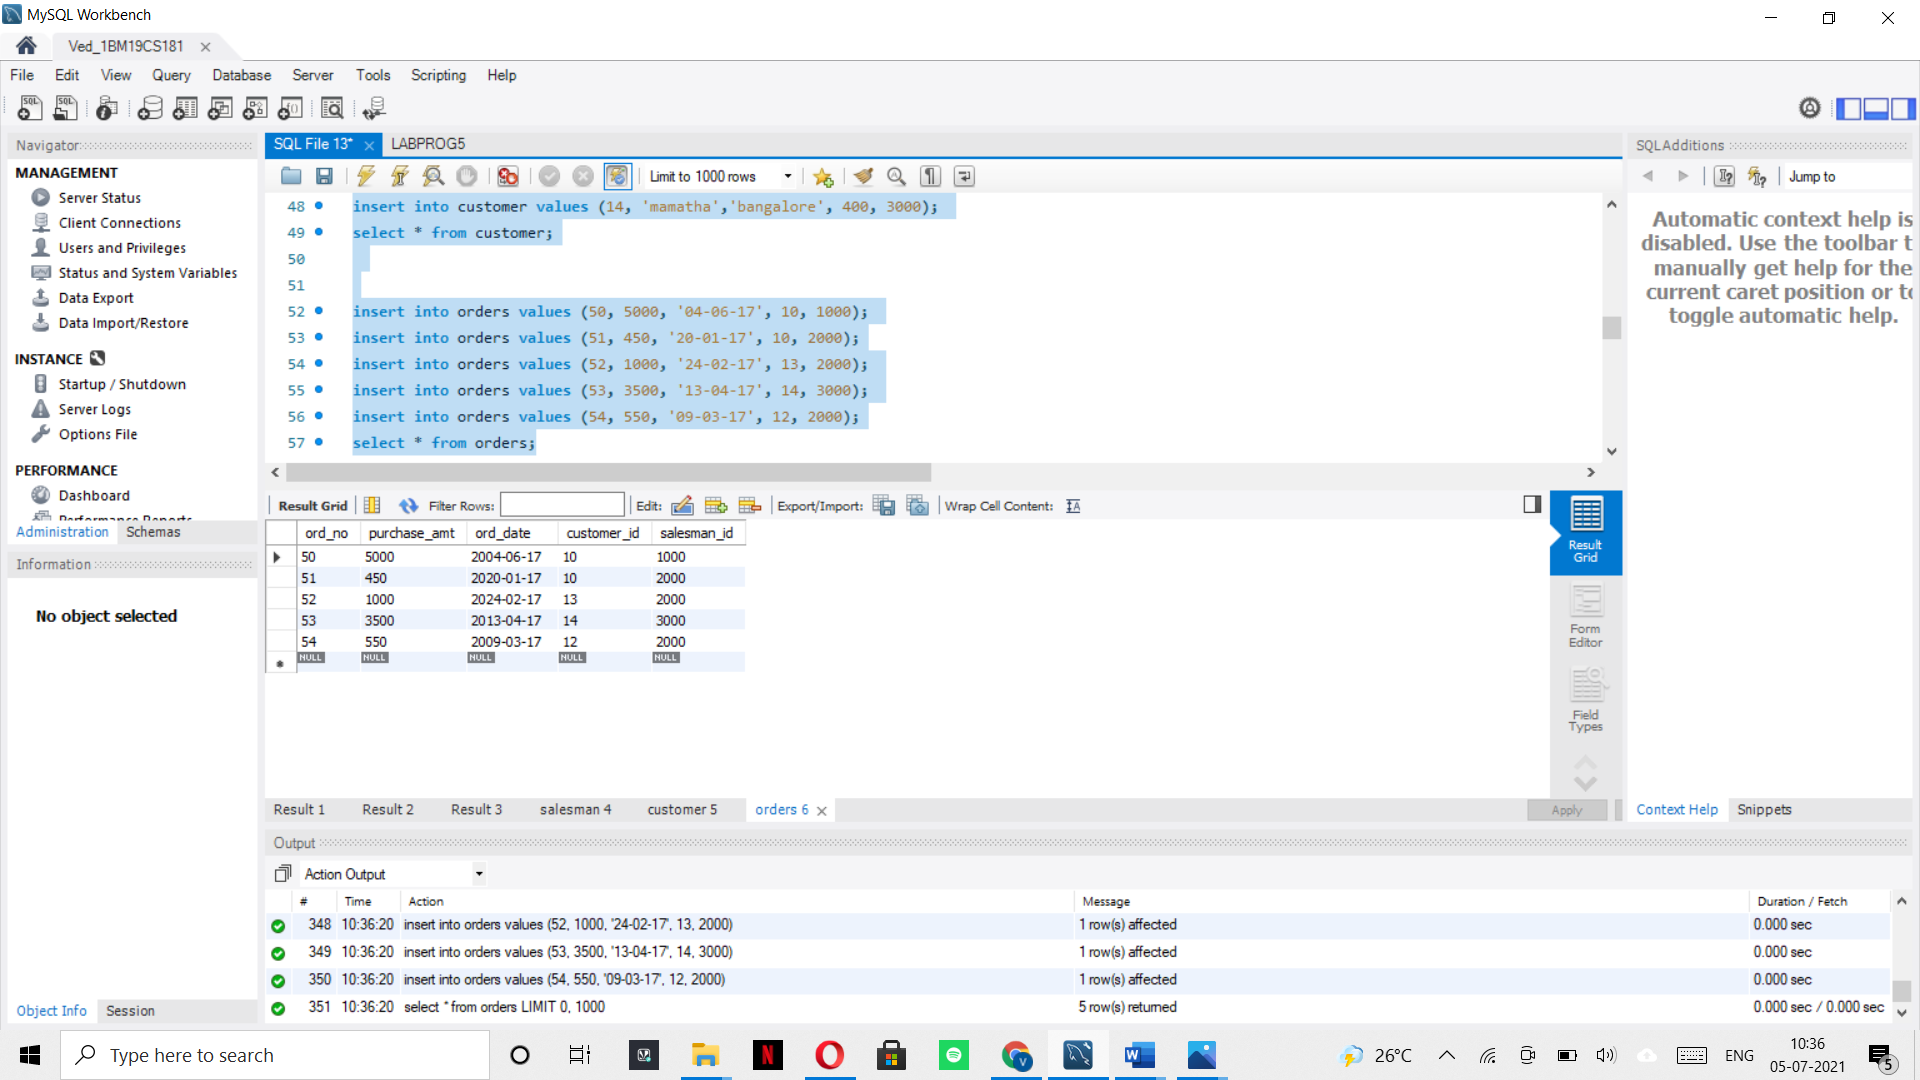 MySQL Workbench
Ved_1BM19CS181
File Edit View Query Database Server Tools Scripting Help
Navigator
MANAGEMENT
Server Status
Client Connections
Users and Privileges
Status and System Variables
Data Export
Data Import/Restore
INSTANCE
Startup / Shutdown
Server Logs
Options File
PERFORMANCE
Dashboard
Performance Reports
Administration Schemas
Information
No object selected
Object Info Session
SQL File 13* LABPROG5
Limit to 1000 rows
48 insert into customer values (14, 'mamatha','bangalore', 400, 3000);
49 select * from customer;
50
51
52 insert into orders values (50, 5000, '04-06-17', 10, 1000);
53 insert into orders values (51, 450, '20-01-17', 10, 2000);
54 insert into orders values (52, 1000, '24-02-17', 13, 2000);
55 insert into orders values (53, 3500, '13-04-17', 14, 3000);
56 insert into orders values (54, 550, '09-03-17', 12, 2000);
57 select * from orders;
Result Grid Filter Rows: Edit: Export/Import: Wrap Cell Content:
ord_no purchase_amt ord_date customer_id salesman_id
50 5000 2004-06-17 10 1000
51 450 2020-01-17 10 2000
52 1000 2024-02-17 13 2000
53 3500 2013-04-17 14 3000
54 550 2009-03-17 12 2000
NULL NULL NULL NULL NULL
Result Grid
Form Editor
Field Types
Result 1 Result 2 Result 3 salesman 4 customer 5 orders 6
Apply
SQLAdditions
Jump to
Automatic context help is
disabled. Use the toolbar t
manually get help for the
current caret position or to
toggle automatic help.
Context Help Snippets
Output
Action Output
# Time Action Message Duration / Fetch
348 10:36:20 insert into orders values (52, 1000, '24-02-17', 13, 2000) 1 row(s) affected 0.000 sec
349 10:36:20 insert into orders values (53, 3500, '13-04-17', 14, 3000) 1 row(s) affected 0.000 sec
350 10:36:20 insert into orders values (54, 550, '09-03-17', 12, 2000) 1 row(s) affected 0.000 sec
351 10:36:20 select * from orders LIMIT 0, 1000 5 row(s) returned 0.000 sec / 0.000 sec
Type here to search
26°C
ENG
10:36
05-07-2021
5